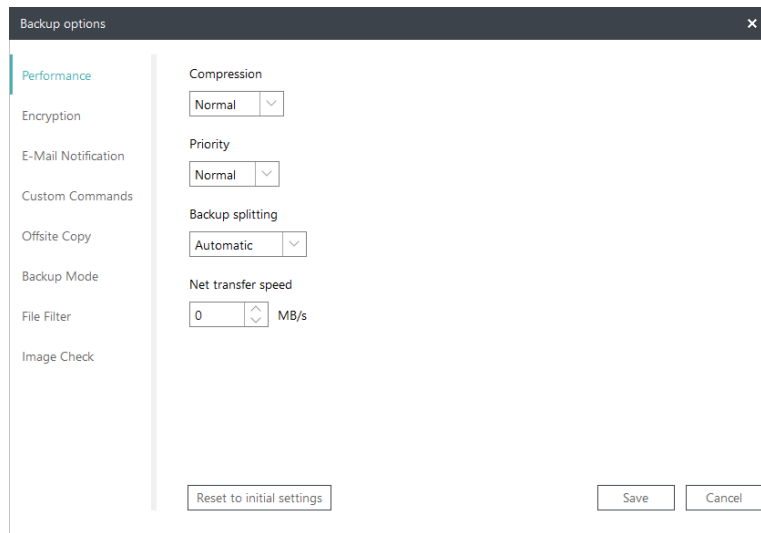 Backup options
Performance
Encryption
E-Mail Notification
Custom Commands
Offsite Copy
Backup Mode
File Filter
Image Check
Compression
Normal
Priority
Normal
Backup splitting
Automatic
Net transfer speed
0 MB/s
Reset to initial settings
Save
Cancel